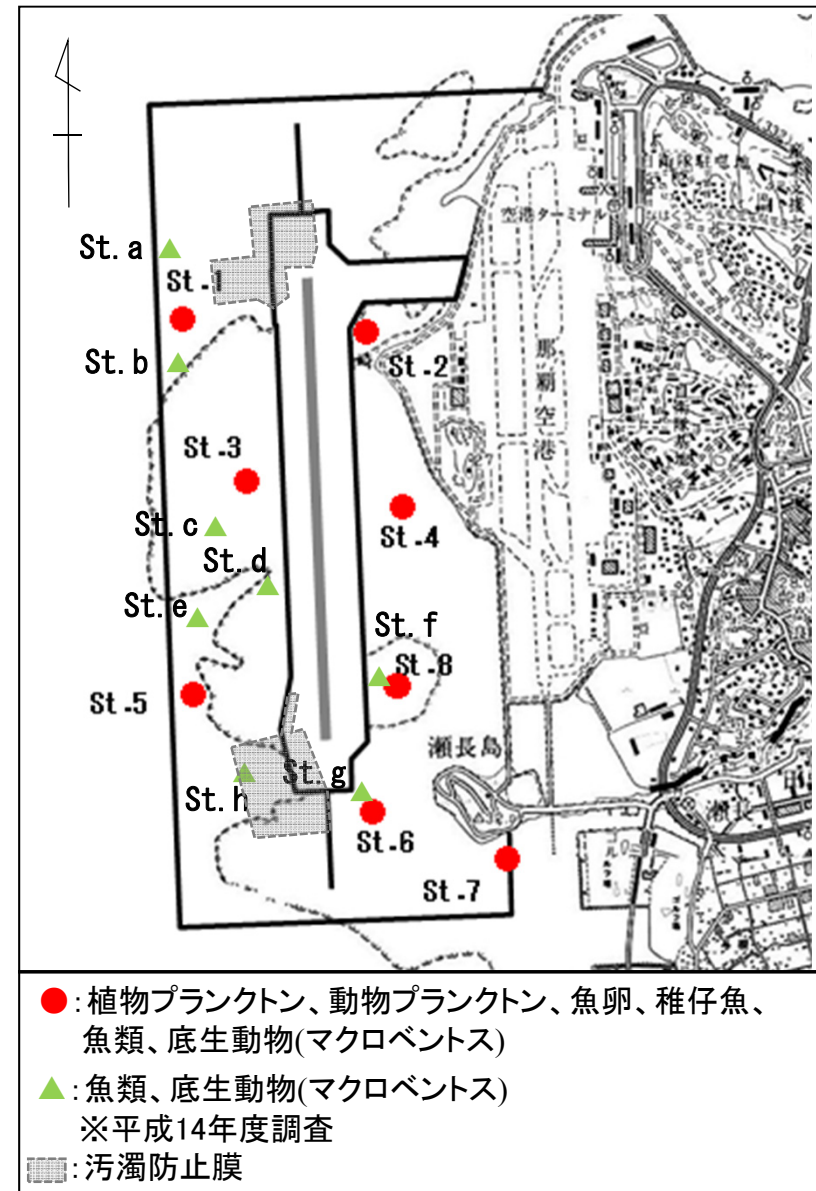 St. a
St. 1
St. b
St. 2
那覇空港
空港ターミナル
(332)
St. 3
St. c
St. 4
St. d
St. e
St. f
St. 8
St. 5
瀬長島
St. g
St. h
St. 6
St. 7
●:植物プランクトン、動物プランクトン、魚卵、稚仔魚、
魚類、底生動物(マクロベントス)
▲:魚類、底生動物(マクロベントス)
※平成14年度調査
:汚濁防止膜